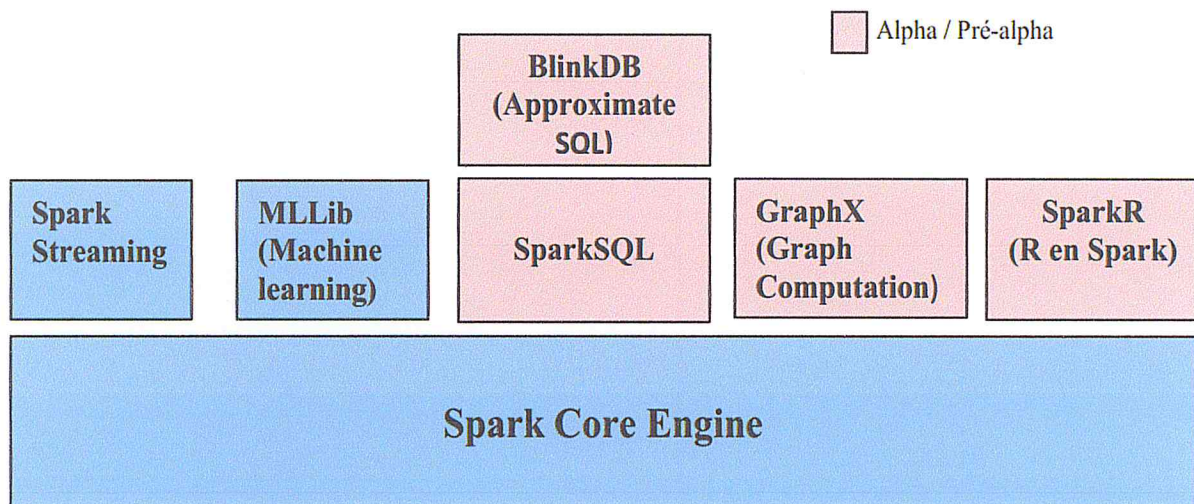 Alpha / Pré-alpha
BlinkDB
(Approximate
SQL)
Spark
Streaming
MLLib
(Machine
learning)
SparkSQL
GraphX
(Graph
Computation)
SparkR
(R en Spark)
Spark Core Engine